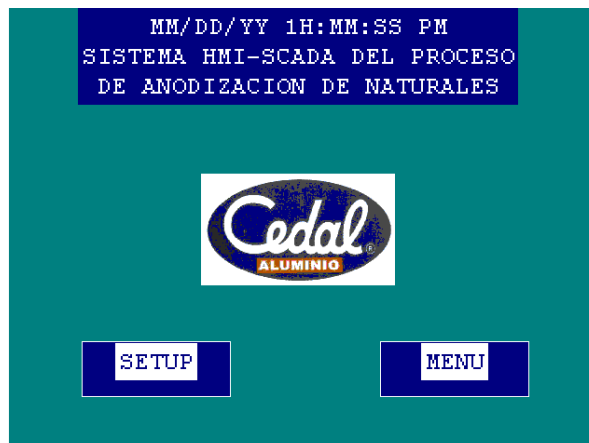 MM/DD/YY 1H:MM:SS PM
SISTEMA HMI-SCADA DEL PROCESO
DE ANODIZACION DE NATURALES
Cedal®
ALUMINIO
SETUP
MENU